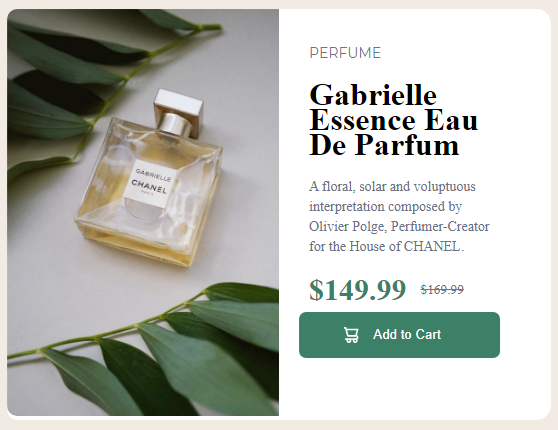 PERFUME
Gabrielle
Essence Eau
De Parfum
A floral, solar and voluptuous
interpretation composed by
Olivier Polge, Perfumer-Creator
for the House of CHANEL.
$149.99 $169.99
Add to Cart
GABRIELLE
CHANEL
PARIS